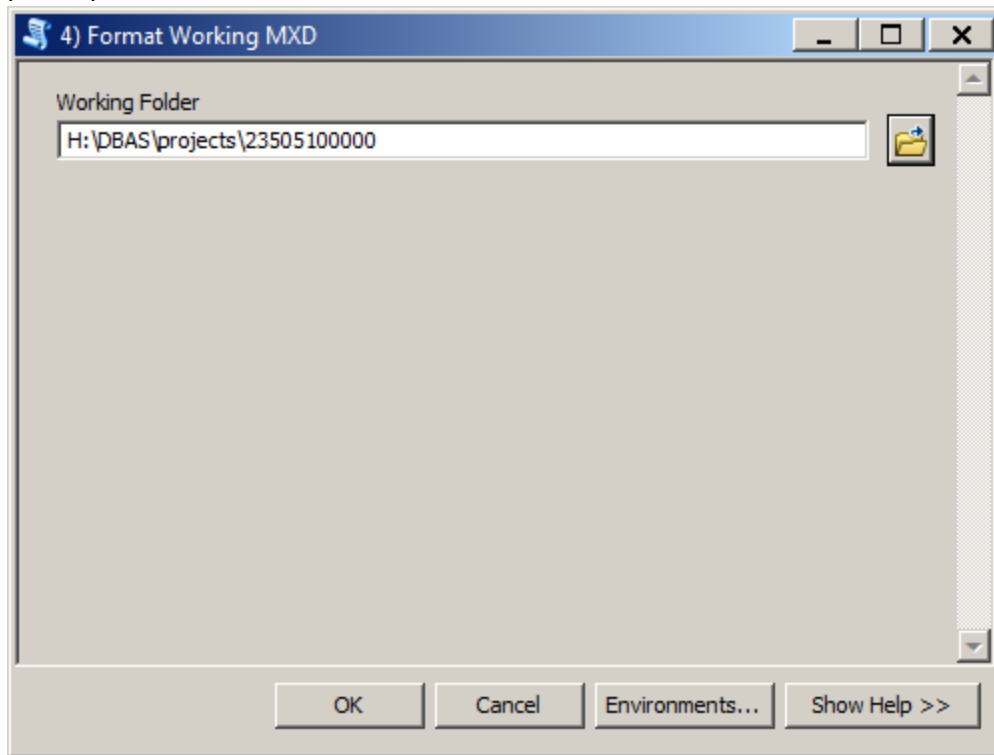 4) Format Working MXD
Working Folder
H:\DBAS\projects\23505100000
OK Cancel Environments... Show Help >>